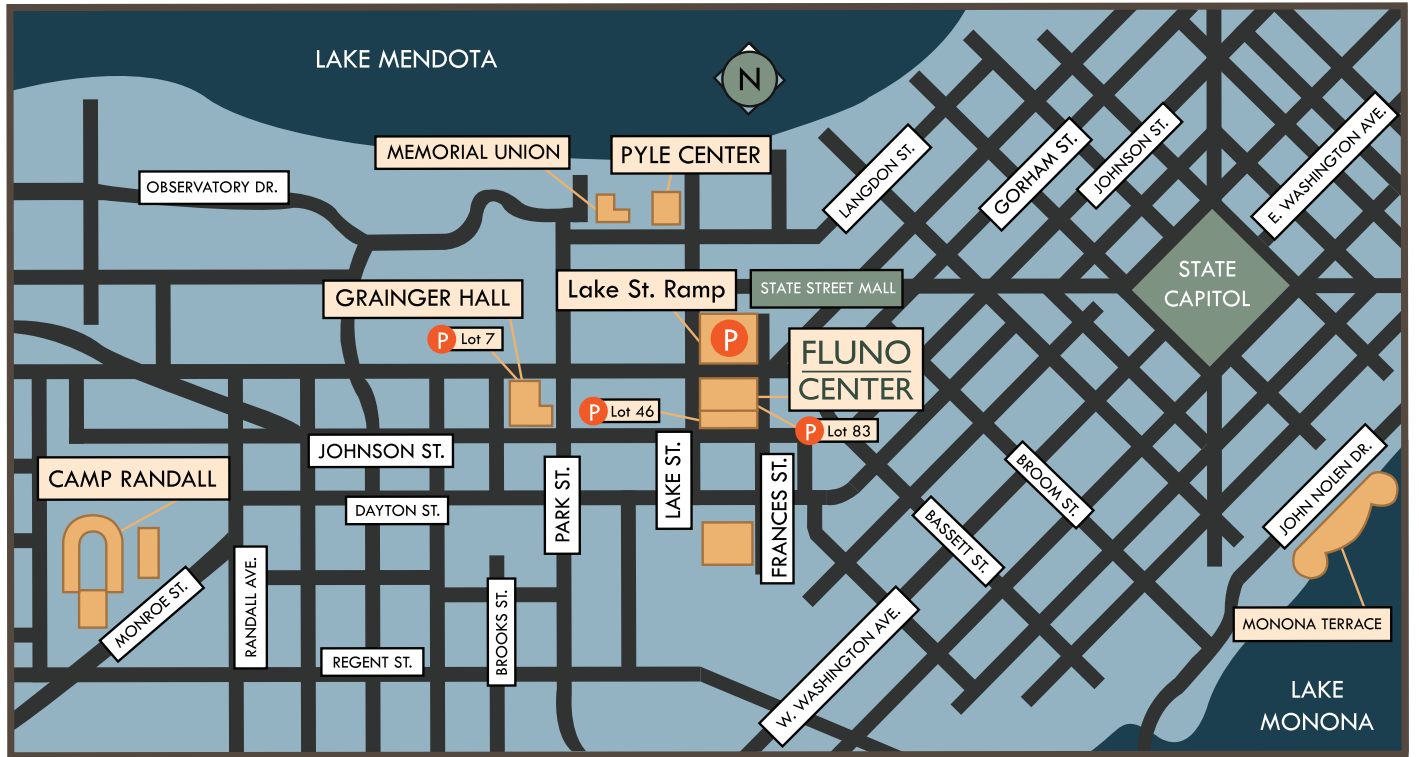 LAKE MENDOTA
N
MEMORIAL UNION
PYLE CENTER
OBSERVATORY DR.
LANGDON ST.
GORHAM ST.
JOHNSON ST.
E. WASHINGTON AVE.
GRAINGER HALL
Lake St. Ramp
STATE STREET MALL
STATE
CAPITOL
P Lot 7
P
FLUNO
CENTER
P Lot 46
P Lot 83
JOHNSON ST.
CAMP RANDALL
DAYTON ST.
PARK ST.
LAKE ST.
FRANCES ST.
BROOM ST.
BASSETT ST.
JOHN NOLEN DR.
MONROE ST.
RANDALL AVE.
BROOKS ST.
REGENT ST.
W. WASHINGTON AVE.
MONONA TERRACE
LAKE
MONONA